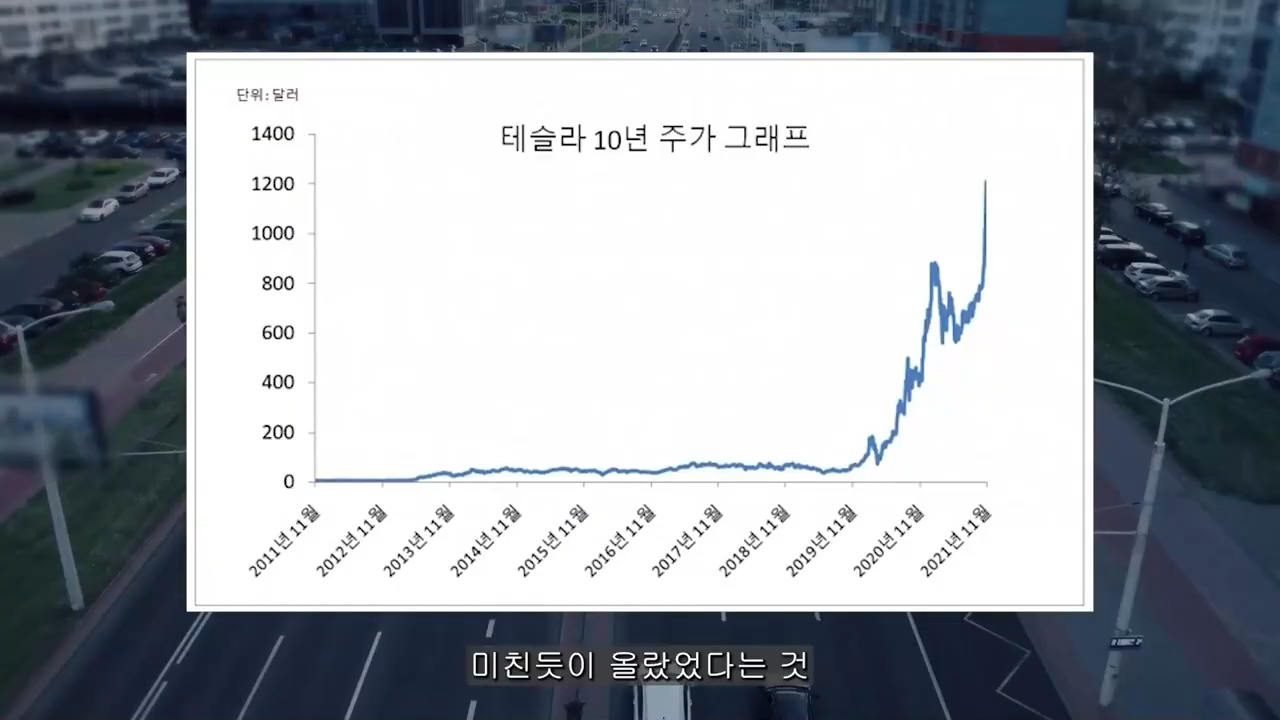 단위: 달러
테슬라 10년 주가 그래프
1400
1200
1000
800
600
400
200
0
2011년 11월
2012년 11월
2013년 11월
2014년 11월
2015년 11월
2016년 11월
2017년 11월
2018년 11월
2019년 11월
2020년 11월
2021년 11월
미친듯이 올랐었다는 것